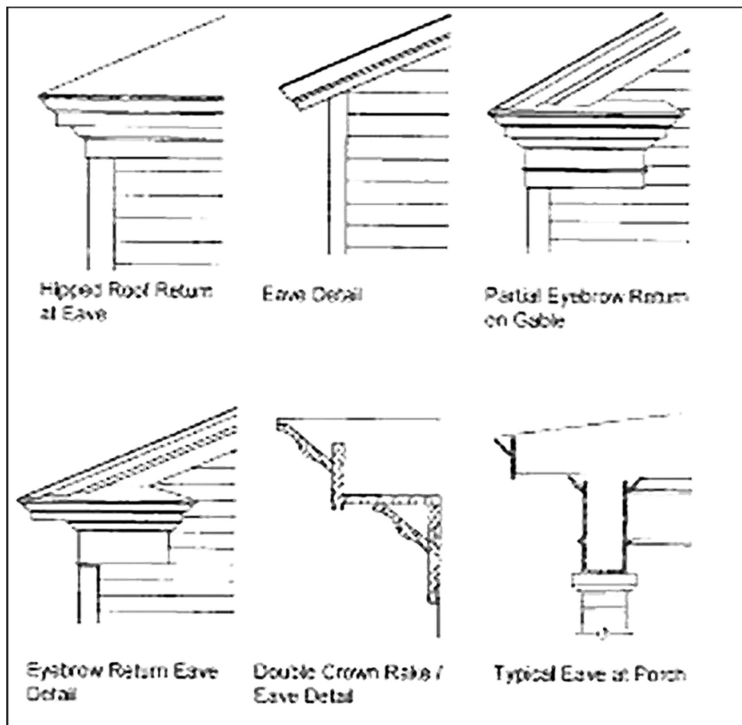 Hipped Roof Return
at Eave
Eave Detail
Partial Eyebrow Return
on Gable
Eyebrow Return Eave
Detail
Double Crown Rake /
Eave Detail
Typical Eave at Porch